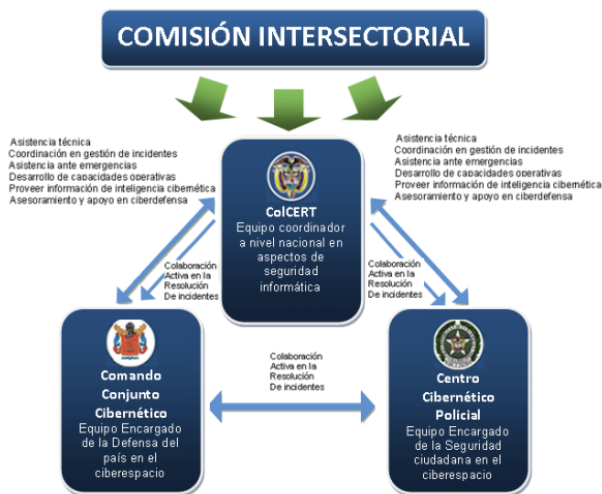 COMISIÓN INTERSECTORIAL
Asistencia técnica
Coordinación en gestión de incidentes
Asistencia ante emergencias
Desarrollo de capacidades operativas
Proveer información de inteligencia cibernética
Asesoramiento y apoyo en ciberdefensa
Asistencia técnica
Coordinación en gestión de incidentes
Asistencia ante emergencias
Desarrollo de capacidades operativas
Proveer información de inteligencia cibernética
Asesoramiento y apoyo en ciberdefensa
ColCERT
Equipo coordinador
a nivel nacional en
aspectos de
seguridad
informática
Colaboración
Activa en la
Resolución
De incidentes
Colaboración
Activa en la
Resolución
De incidentes
Comando
Conjunto
Cibernético
Equipo Encargado
de la Defensa del
país en el
ciberespacio
Colaboración
Activa en la
Resolución
De incidentes
Centro
Cibernético
Policial
Equipo Encargado
de la Seguridad
ciudadana en el
ciberespacio